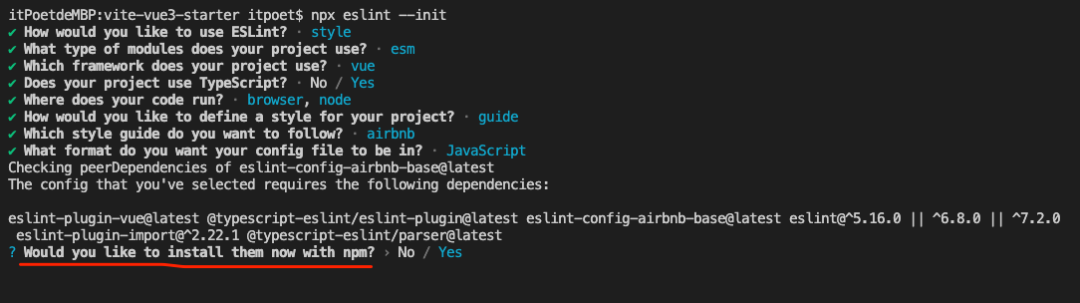 itPoetdeMBP:vite-vue3-starter itpoet$ npx eslint --init
✔ How would you like to use ESLint? · style
✔ What type of modules does your project use? · esm
✔ Which framework does your project use? · vue
✔ Does your project use TypeScript? · No / Yes
✔ Where does your code run? · browser, node
✔ How would you like to define a style for your project? · guide
✔ Which style guide do you want to follow? · airbnb
✔ What format do you want your config file to be in? · JavaScript
Checking peerDependencies of eslint-config-airbnb-base@latest
The config that you've selected requires the following dependencies:
eslint-plugin-vue@latest @typescript-eslint/eslint-plugin@latest eslint-config-airbnb-base@latest eslint@^5.16.0 || ^6.8.0 || ^7.2.0
eslint-plugin-import@^2.22.1 @typescript-eslint/parser@latest
? Would you like to install them now with npm? › No / Yes